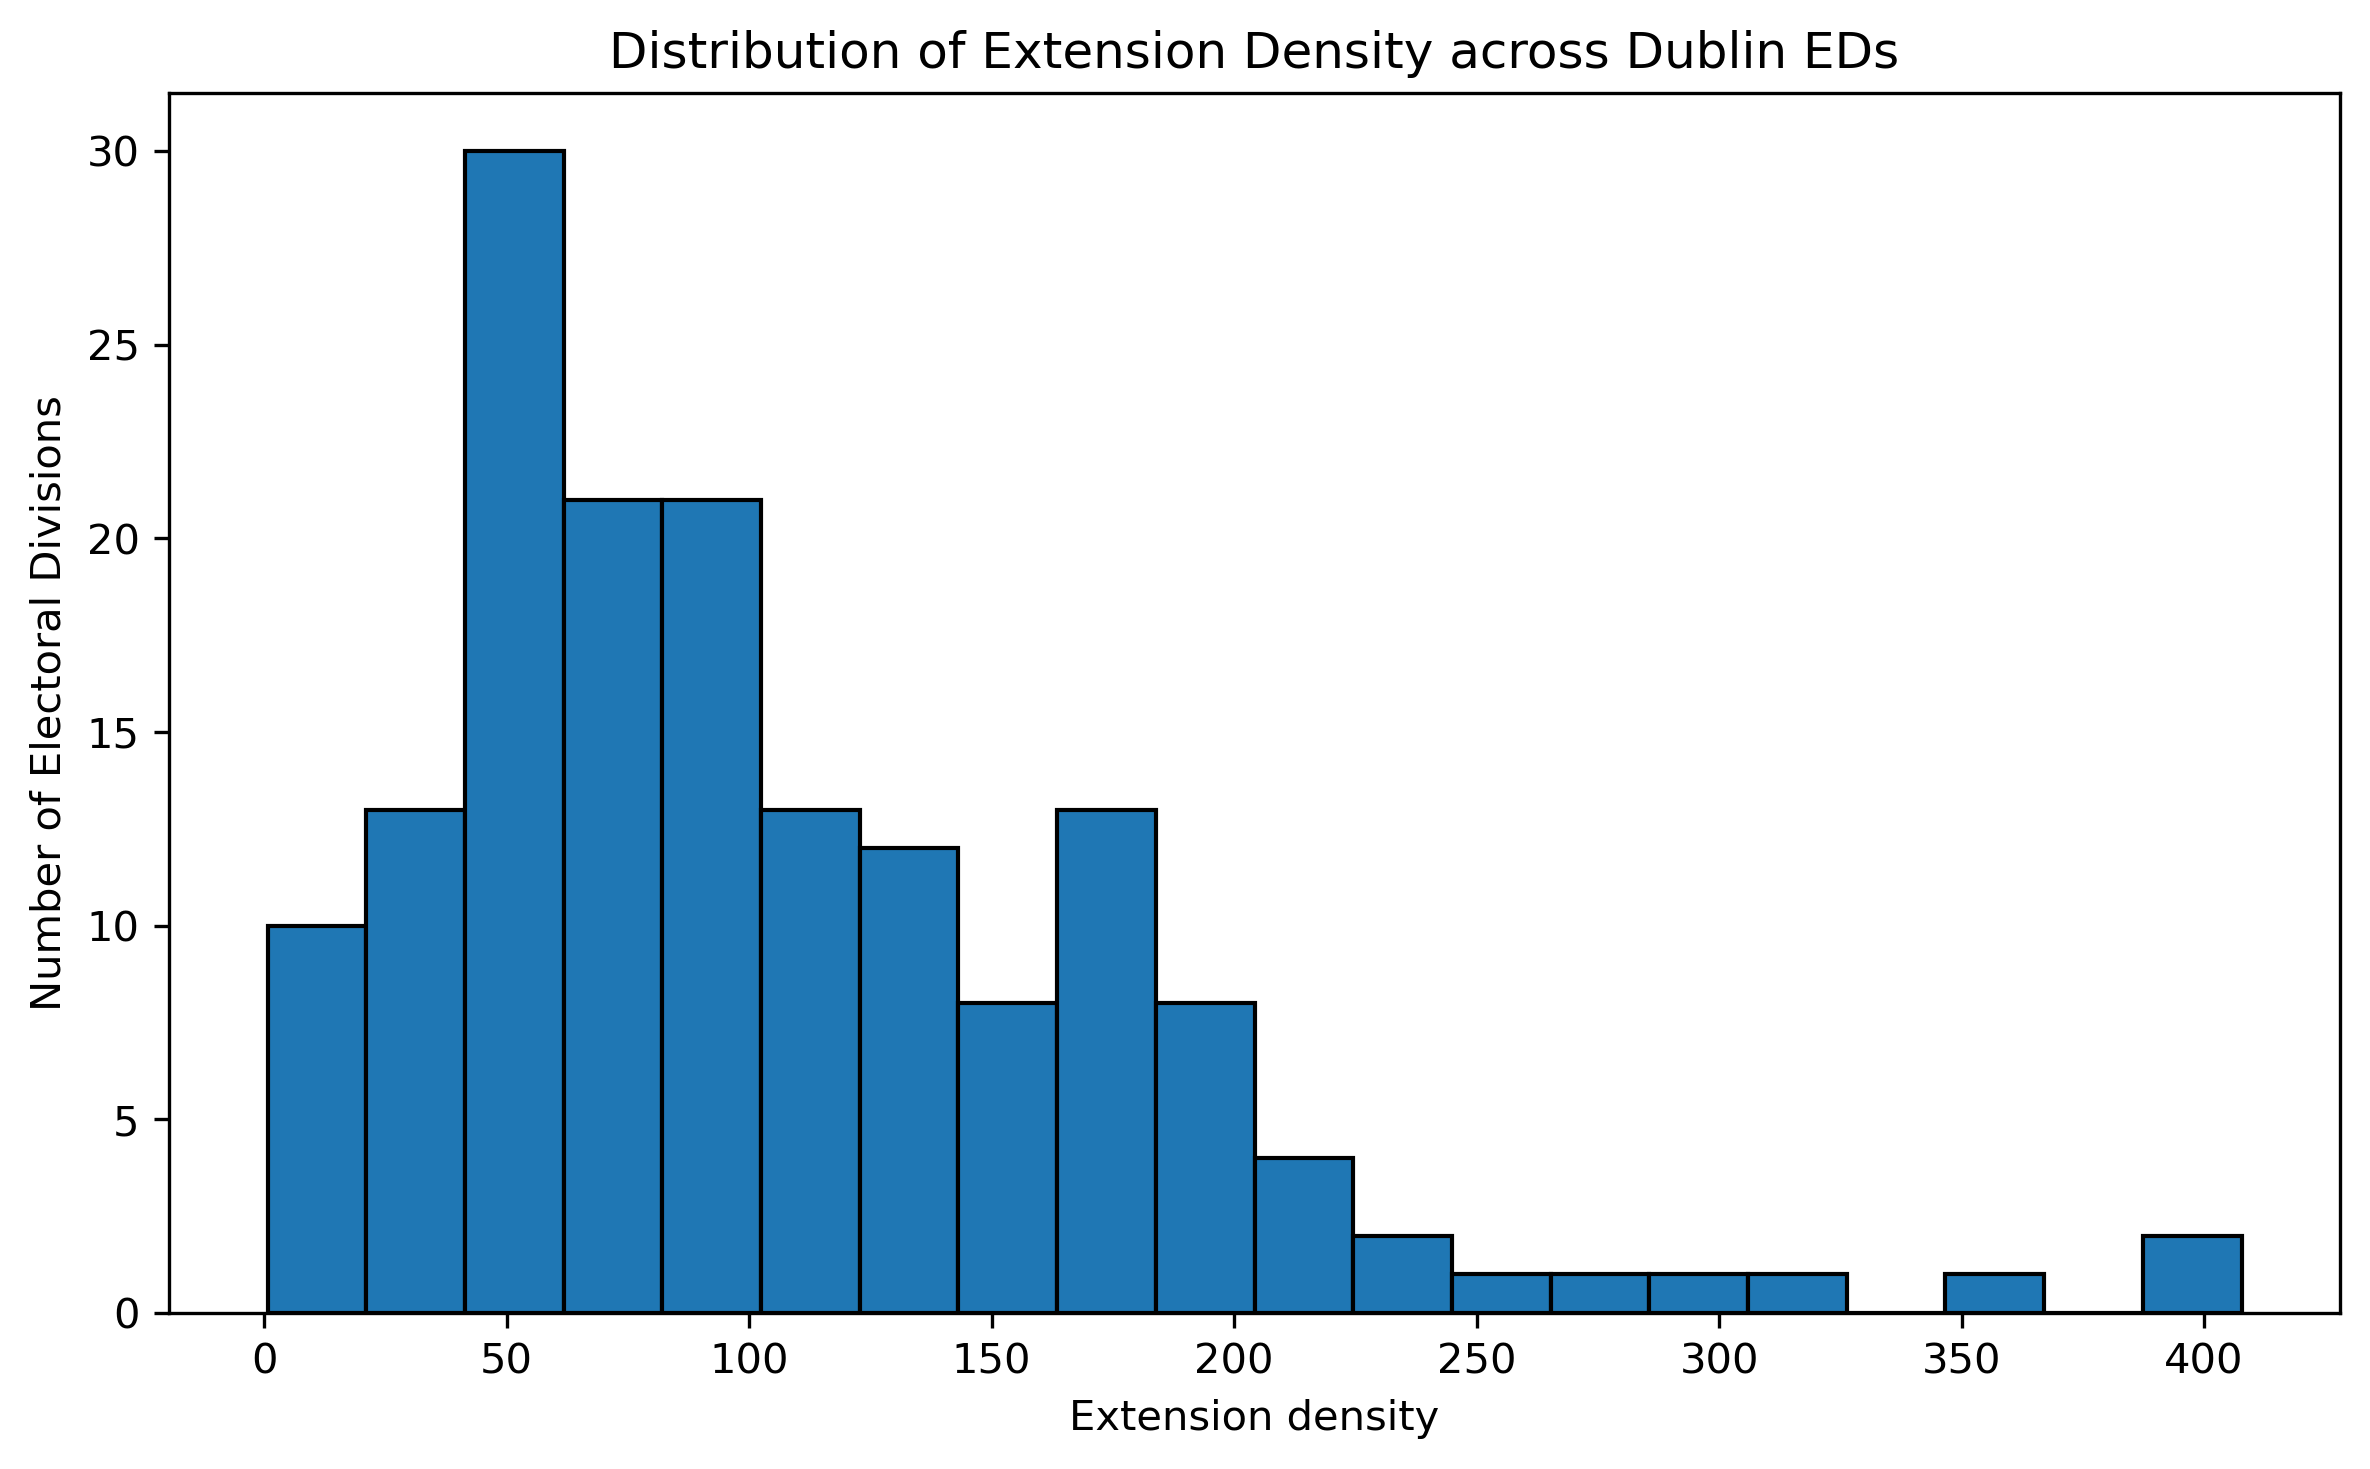 Distribution of Extension Density across Dublin EDs
Number of Electoral Divisions
30
25
20
15
10
5
0
0 50 100 150 200 250 300 350 400
Extension density